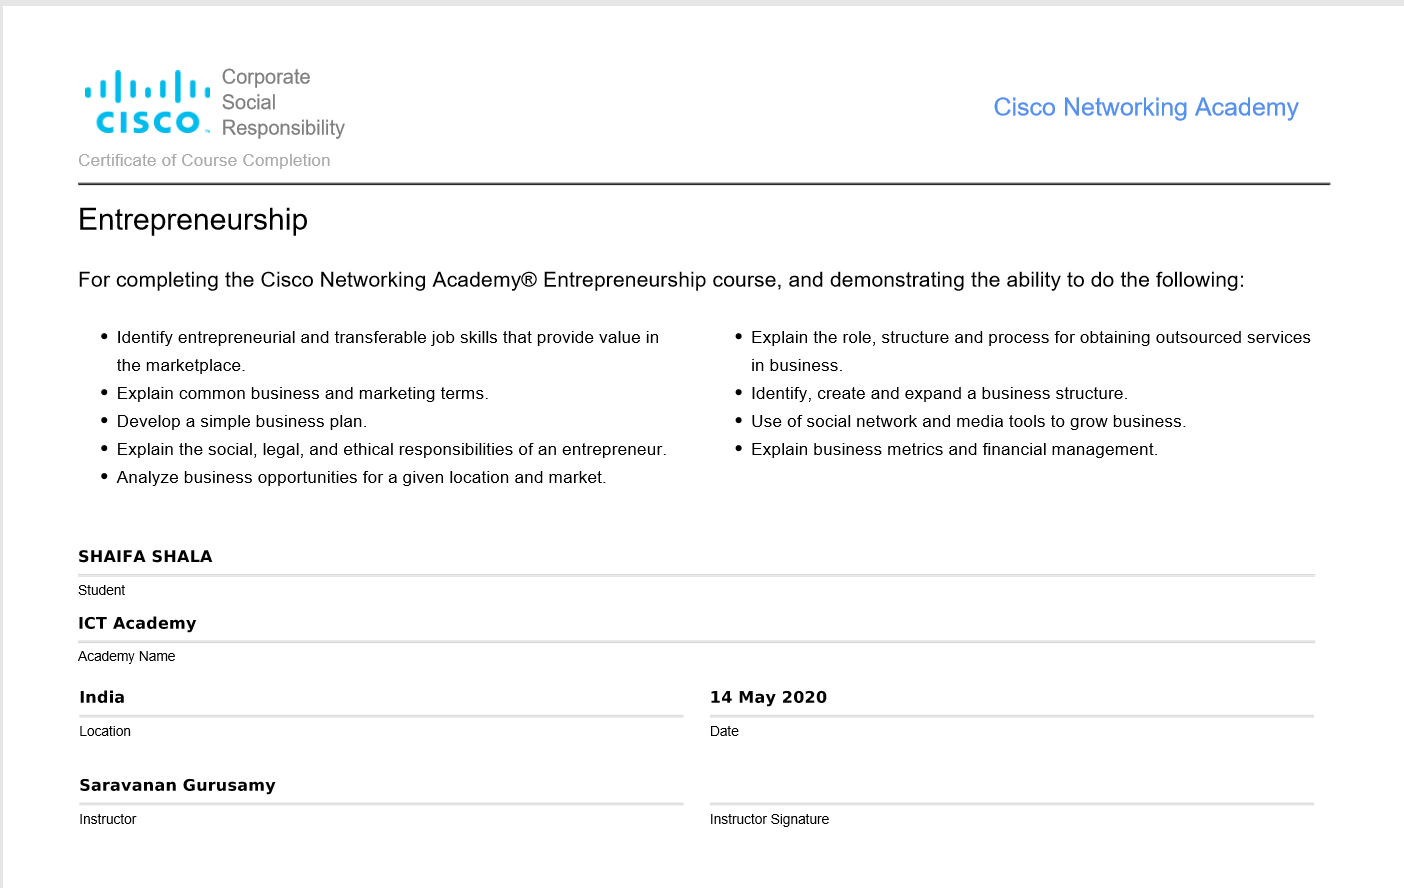 Corporate
Social
Responsibility
CISCO
Cisco Networking Academy
Certificate of Course Completion
Entrepreneurship
For completing the Cisco Networking Academy® Entrepreneurship course, and demonstrating the ability to do the following:
• Identify entrepreneurial and transferable job skills that provide value in
the marketplace.
• Explain common business and marketing terms.
• Develop a simple business plan.
• Explain the social, legal, and ethical responsibilities of an entrepreneur.
• Analyze business opportunities for a given location and market.
• Explain the role, structure and process for obtaining outsourced services
in business.
• Identify, create and expand a business structure.
• Use of social network and media tools to grow business.
• Explain business metrics and financial management.
SHAIFA SHALA
Student
ICT Academy
Academy Name
India
Location
14 May 2020
Date
Saravanan Gurusamy
Instructor
Instructor Signature